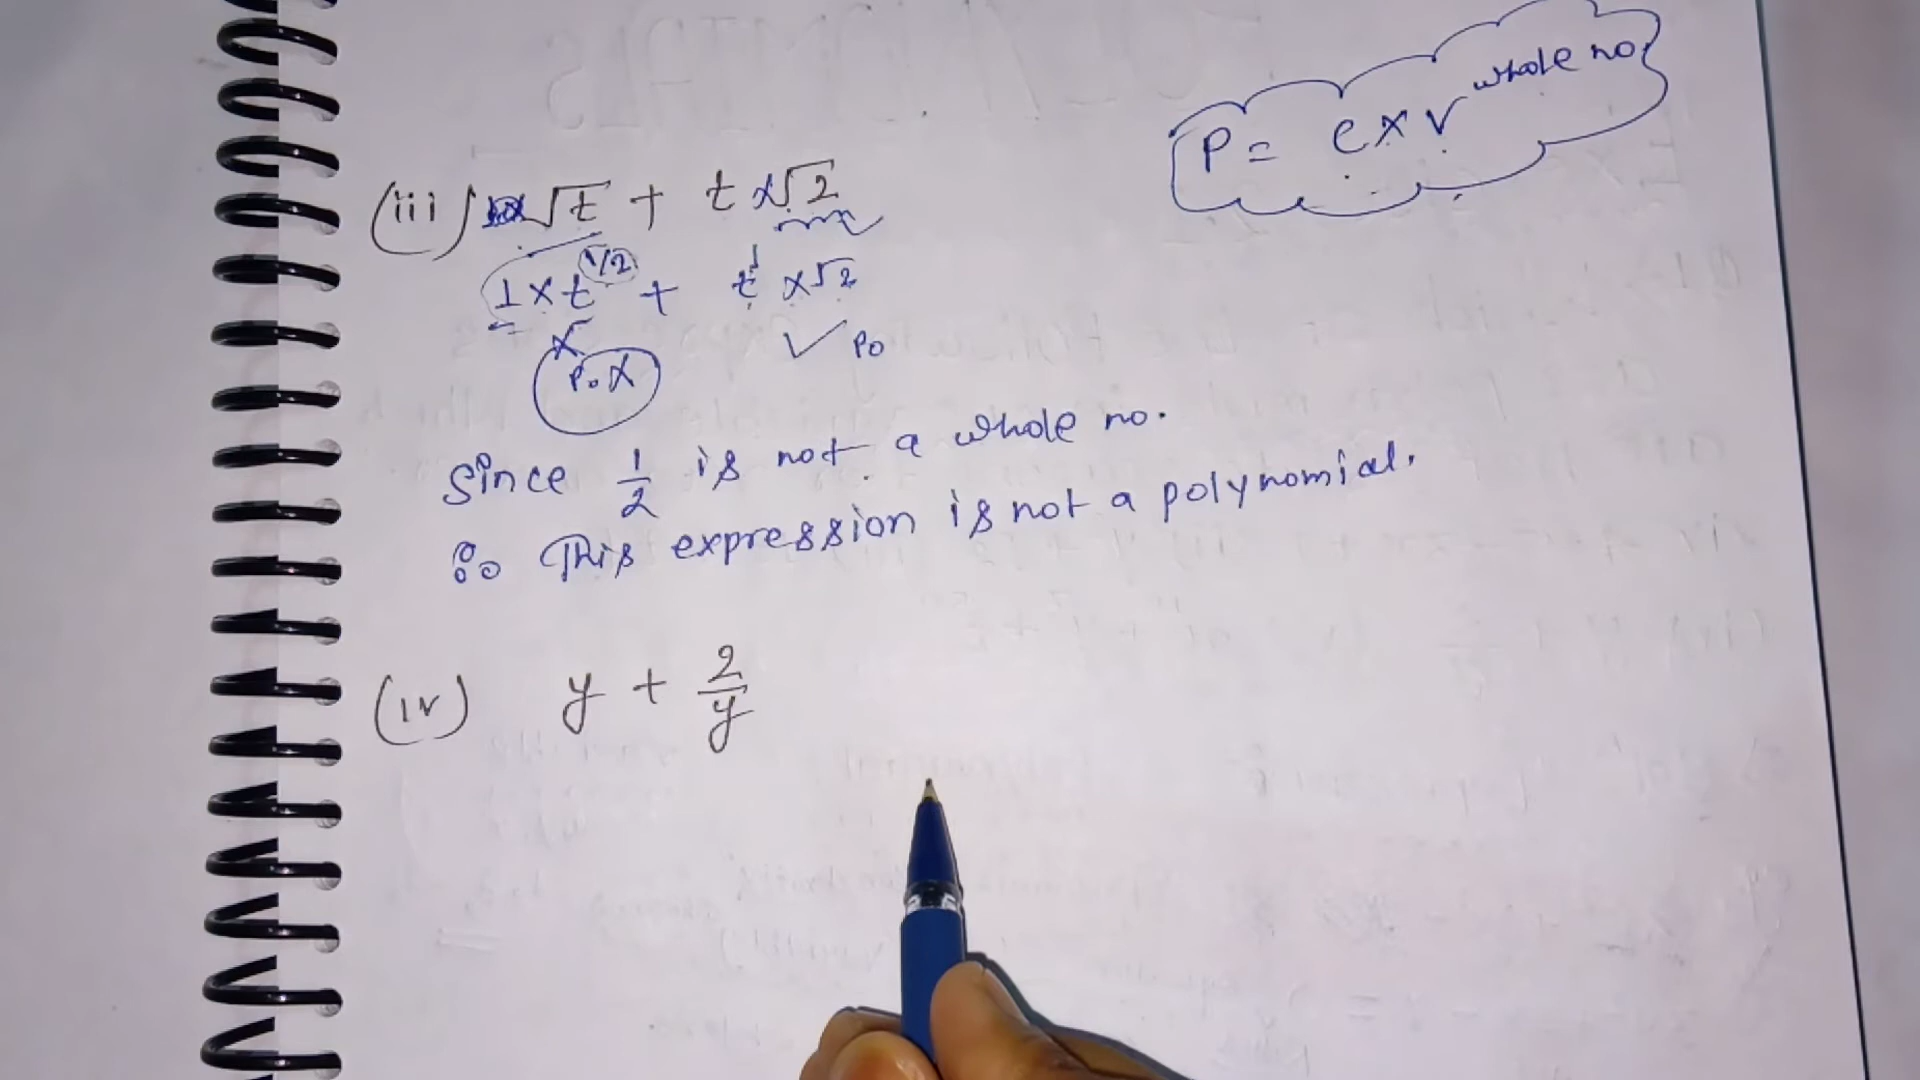 P = c × v^whole no.
(iii) √t + t × √2
1 × t^1/2 + t^1 × √2
× ✓ Po
P.X
Since 1/2 is not a whole no.
∴ This expression is not a polynomial.
(iv) y + 2/y